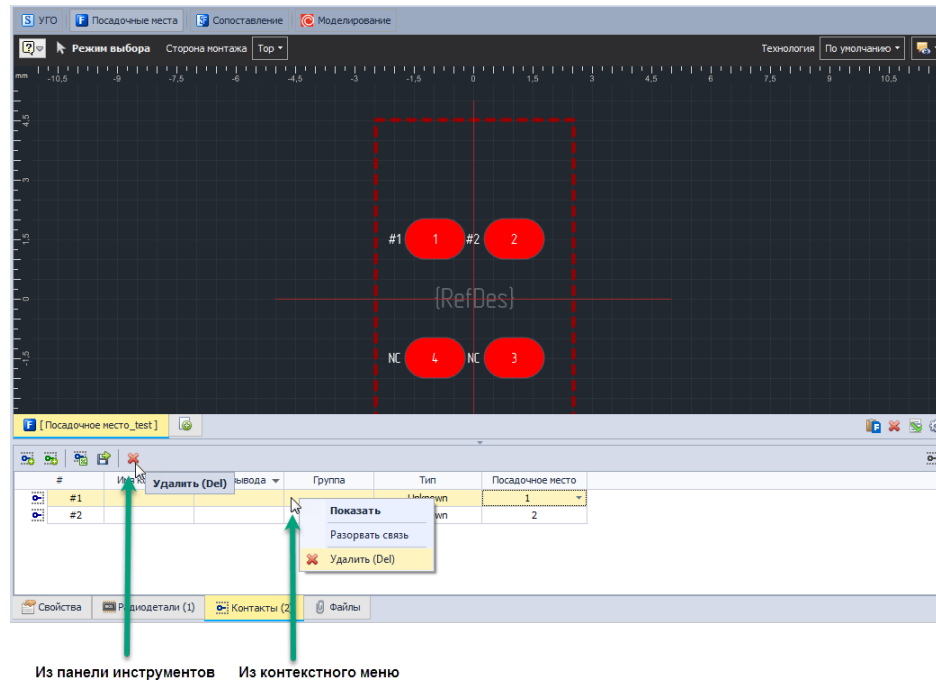 УГО Посадочные места Сопоставление Моделирование
Режим выбора Сторона монтажа Top Технология По умолчанию
mm -10,5 -9 -7,5 -6 -4,5 -3 -1,5 0 1,5 3 4,5 6 7,5 9 10,5
4,5
3
1,5
0
-1,5
#1 1 #2 2
{RefDes}
NC 4 NC 3
[ Посадочное место_test ]
Удалить (Del)
# вывода Группа Тип Посадочное место
#1 Unknown 1
#2 2
Показать
Разорвать связь
Удалить (Del)
Свойства Радиодетали (1) Контакты (2) Файлы
Из панели инструментов Из контекстного меню